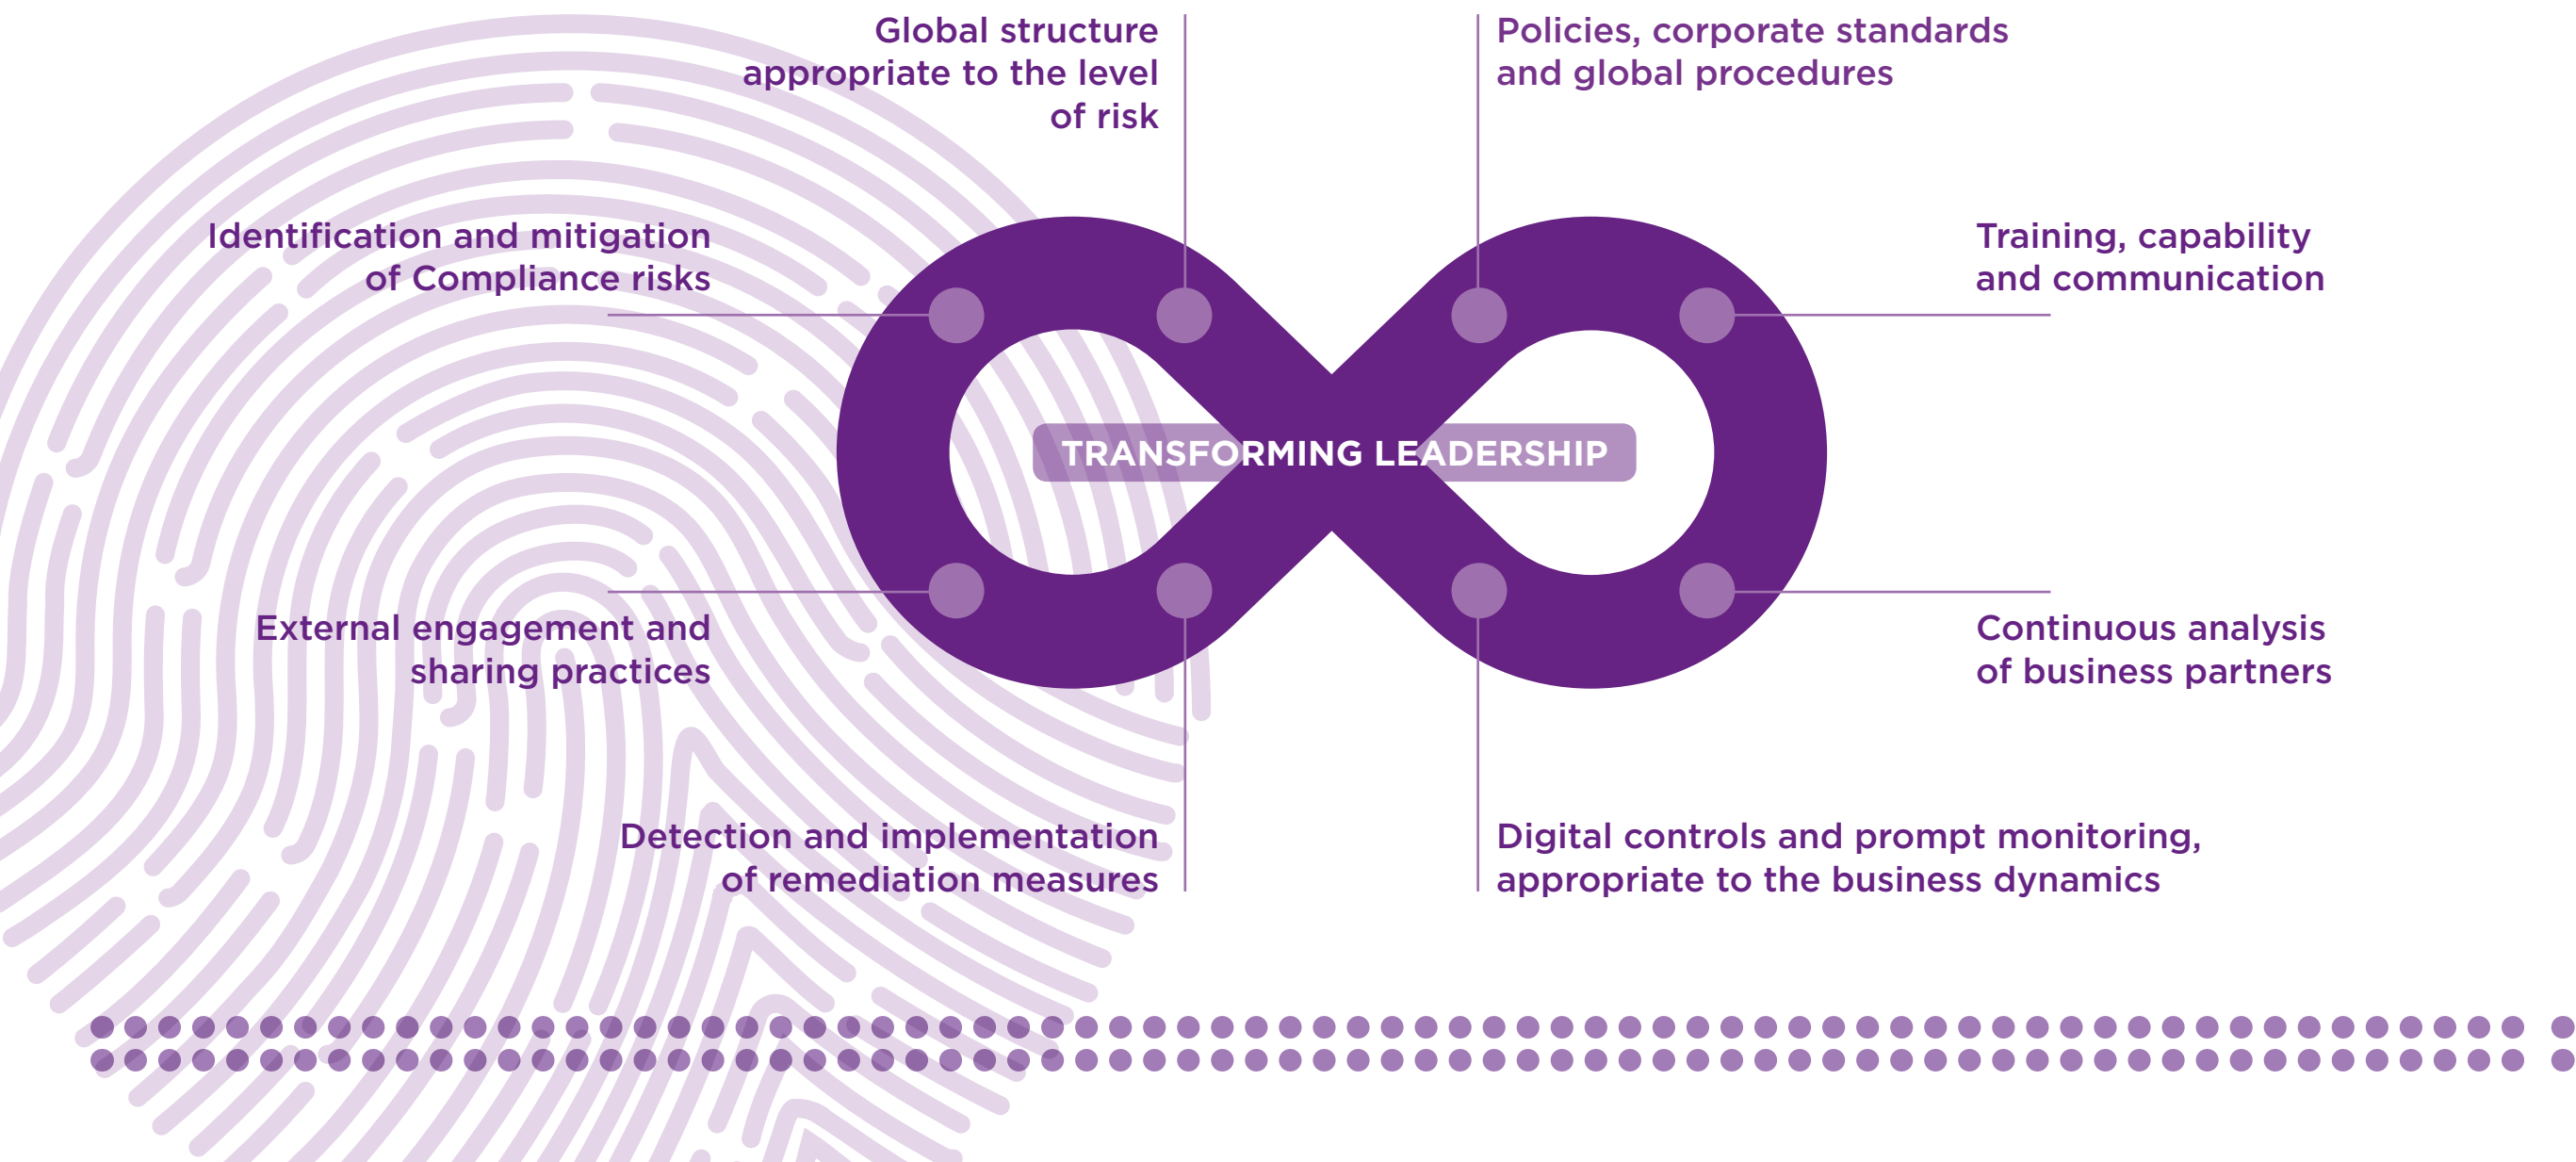 Global structure
appropriate to the level
of risk
Policies, corporate standards
and global procedures
Identification and mitigation
of Compliance risks
Training, capability
and communication
TRANSFORMING LEADERSHIP
External engagement and
sharing practices
Continuous analysis
of business partners
Detection and implementation
of remediation measures
Digital controls and prompt monitoring,
appropriate to the business dynamics